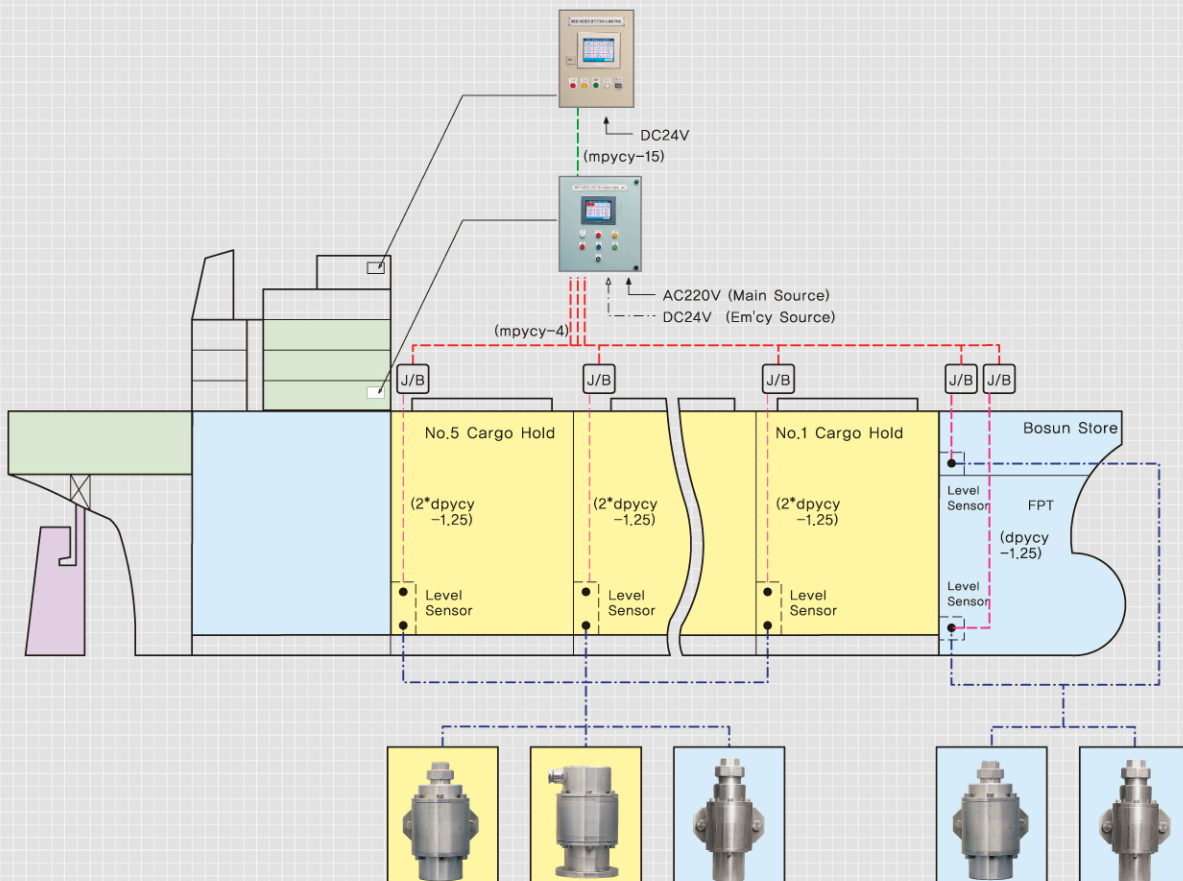 DC24V
(mpycy-15)
AC220V (Main Source)
DC24V (Em'cy Source)
(mpycy-4)
J/B
J/B
J/B
J/B
J/B
No.5 Cargo Hold
No.1 Cargo Hold
Bosun Store
(2*dpycy
-1.25)
(2*dpycy
-1.25)
(2*dpycy
-1.25)
Level
Sensor
FPT
(dpycy
-1.25)
Level
Sensor
Level
Sensor
Level
Sensor
Level
Sensor